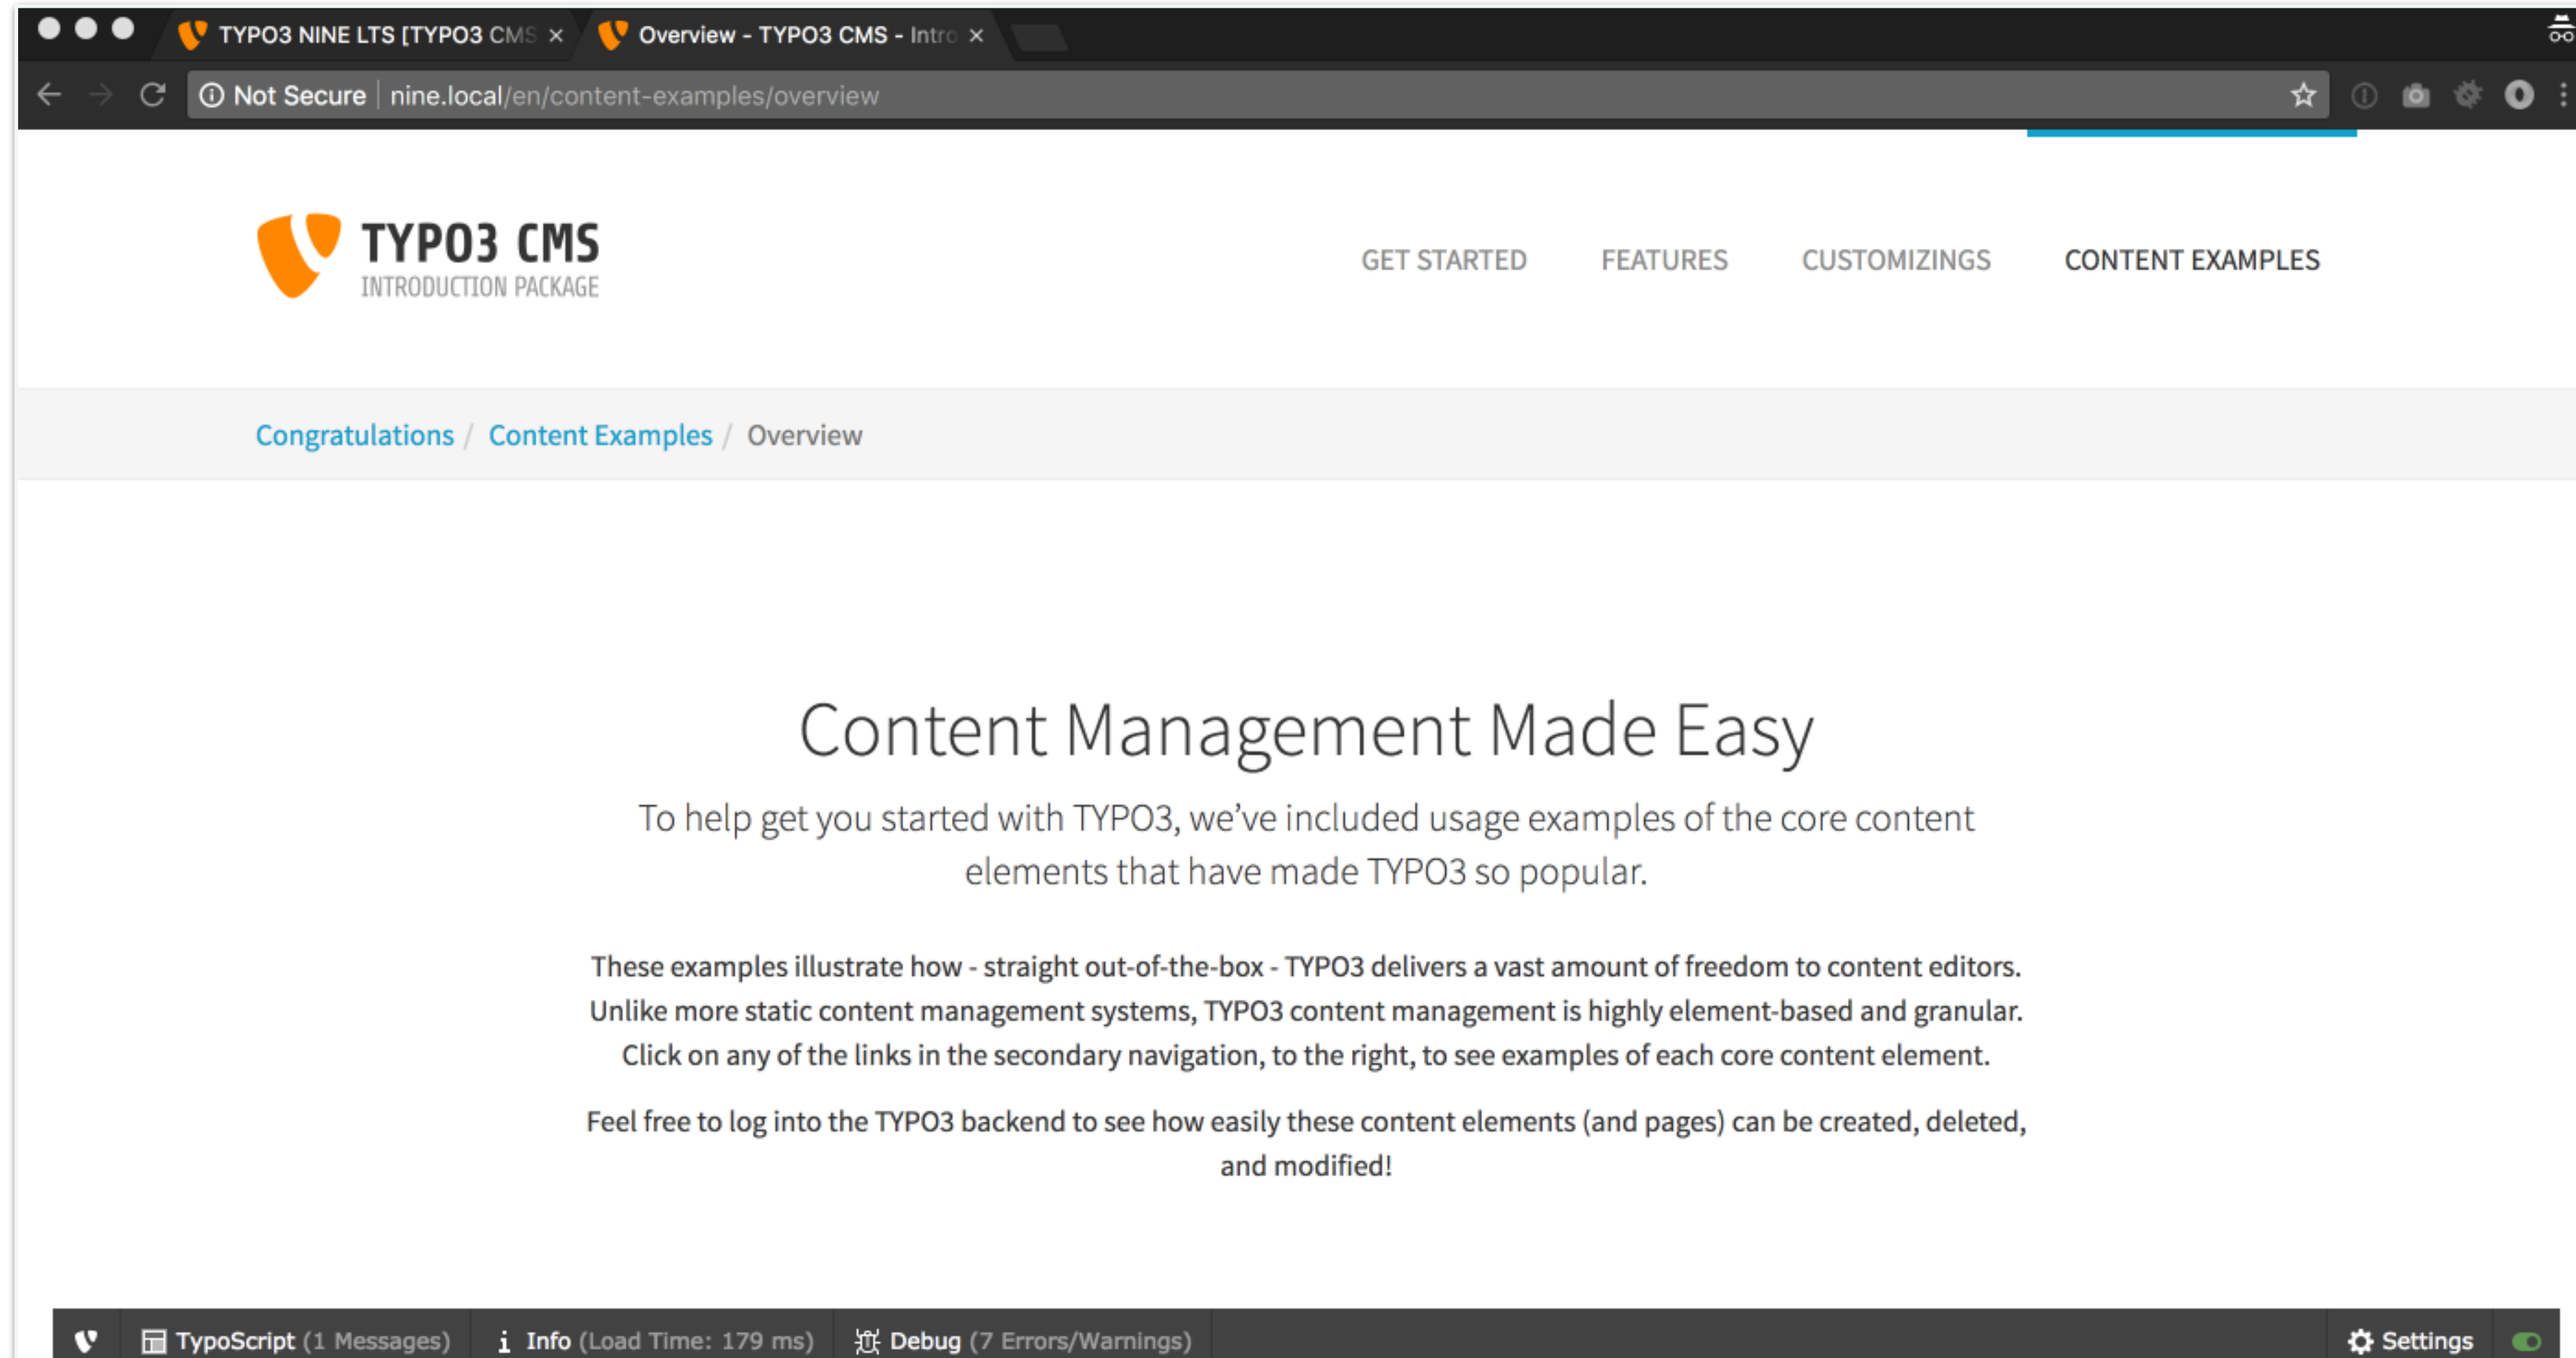 TYPO3 NINE LTS [TYPO3 CMS
Overview - TYPO3 CMS - Intro
Not Secure nine.local/en/content-examples/overview
TYPO3 CMS
INTRODUCTION PACKAGE
GET STARTED FEATURES CUSTOMIZINGS CONTENT EXAMPLES
Congratulations / Content Examples / Overview
Content Management Made Easy
To help get you started with TYPO3, we’ve included usage examples of the core content
elements that have made TYPO3 so popular.
These examples illustrate how - straight out-of-the-box - TYPO3 delivers a vast amount of freedom to content editors.
Unlike more static content management systems, TYPO3 content management is highly element-based and granular.
Click on any of the links in the secondary navigation, to the right, to see examples of each core content element.
Feel free to log into the TYPO3 backend to see how easily these content elements (and pages) can be created, deleted,
and modified!
TypoScript (1 Messages) Info (Load Time: 179 ms) Debug (7 Errors/Warnings) Settings